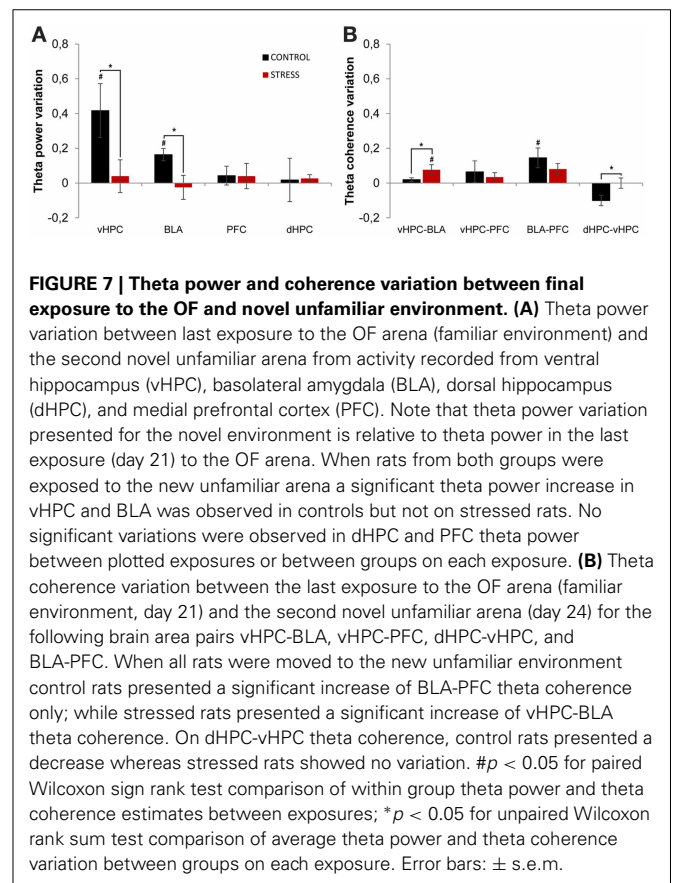 A
B
0,8
0,6
0,4
0,2
0
-0,2
Theta power variation
#
*
#
*
CONTROL
STRESS
vHPC
BLA
PFC
dHPC
0,8
0,6
0,4
0,2
0
-0,2
Theta coherence variation
*
#
#
*
vHPC-BLA
vHPC-PFC
BLA-PFC
dHPC-vHPC
FIGURE 7 | Theta power and coherence variation between final
exposure to the OF and novel unfamiliar environment. (A) Theta power
variation between last exposure to the OF arena (familiar environment) and
the second novel unfamiliar arena from activity recorded from ventral
hippocampus (vHPC), basolateral amygdala (BLA), dorsal hippocampus
(dHPC), and medial prefrontal cortex (PFC). Note that theta power variation
presented for the novel environment is relative to theta power in the last
exposure (day 21) to the OF arena. When rats from both groups were
exposed to the new unfamiliar arena a significant theta power increase in
vHPC and BLA was observed in controls but not on stressed rats. No
significant variations were observed in dHPC and PFC theta power
between plotted exposures or between groups on each exposure. (B) Theta
coherence variation between the last exposure to the OF arena (familiar
environment, day 21) and the second novel unfamiliar arena (day 24) for the
following brain area pairs vHPC-BLA, vHPC-PFC, dHPC-vHPC, and
BLA-PFC. When all rats were moved to the new unfamiliar environment
control rats presented a significant increase of BLA-PFC theta coherence
only; while stressed rats presented a significant increase of vHPC-BLA
theta coherence. On dHPC-vHPC theta coherence, control rats presented a
decrease whereas stressed rats showed no variation. #p < 0.05 for paired
Wilcoxon sign rank test comparison of within group theta power and theta
coherence estimates between exposures; *p < 0.05 for unpaired Wilcoxon
rank sum test comparison of average theta power and theta coherence
variation between groups on each exposure. Error bars: ± s.e.m.